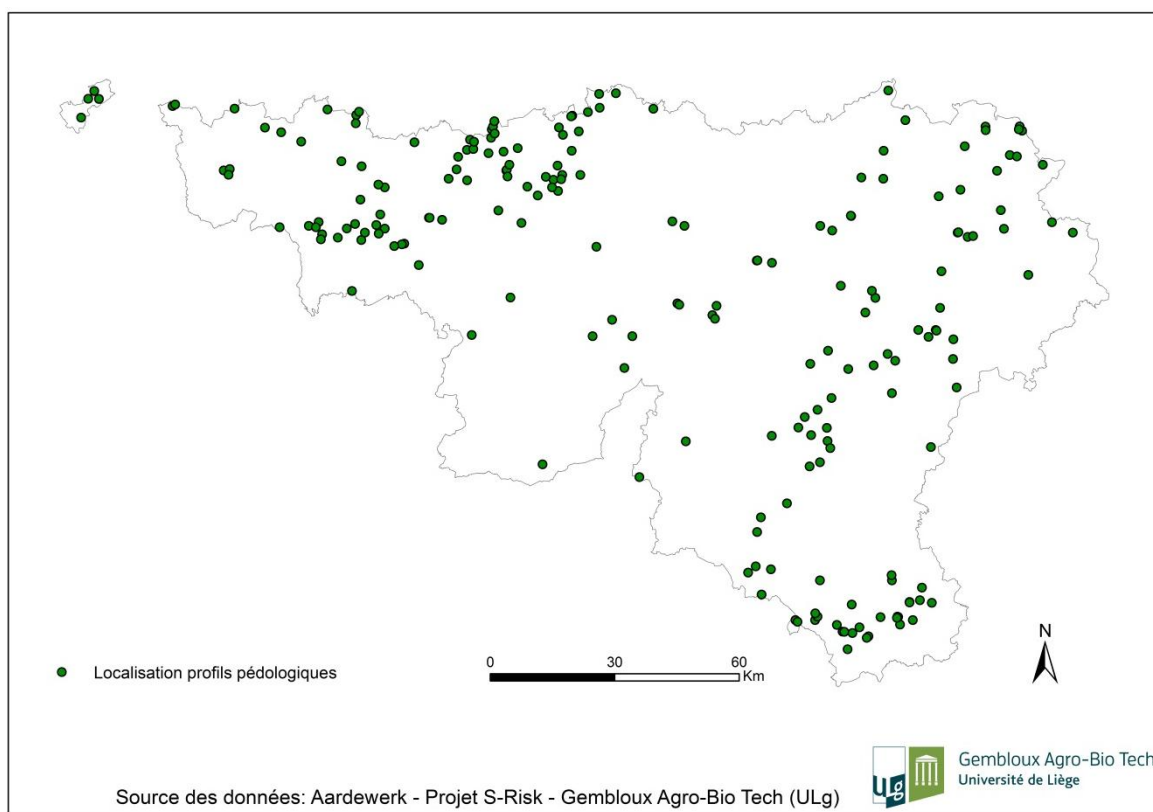 N
Localisation profils pédologiques
0 30 60
Km
Gembloux Agro-Bio Tech
Université de Liège
ULg
Source des données: Aardewerk - Projet S-Risk - Gembloux Agro-Bio Tech (ULg)